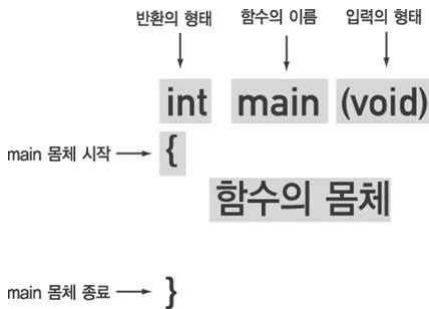 반환의 형태 함수의 이름 입력의 형태
int main (void)
main 몸체 시작 {
함수의 몸체
main 몸체 종료 }